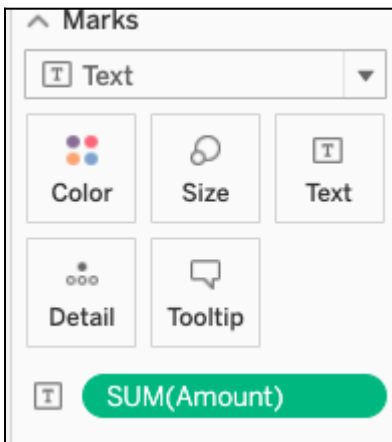 Marks
T Text
Color Size T Text
Detail Tooltip
T SUM(Amount)